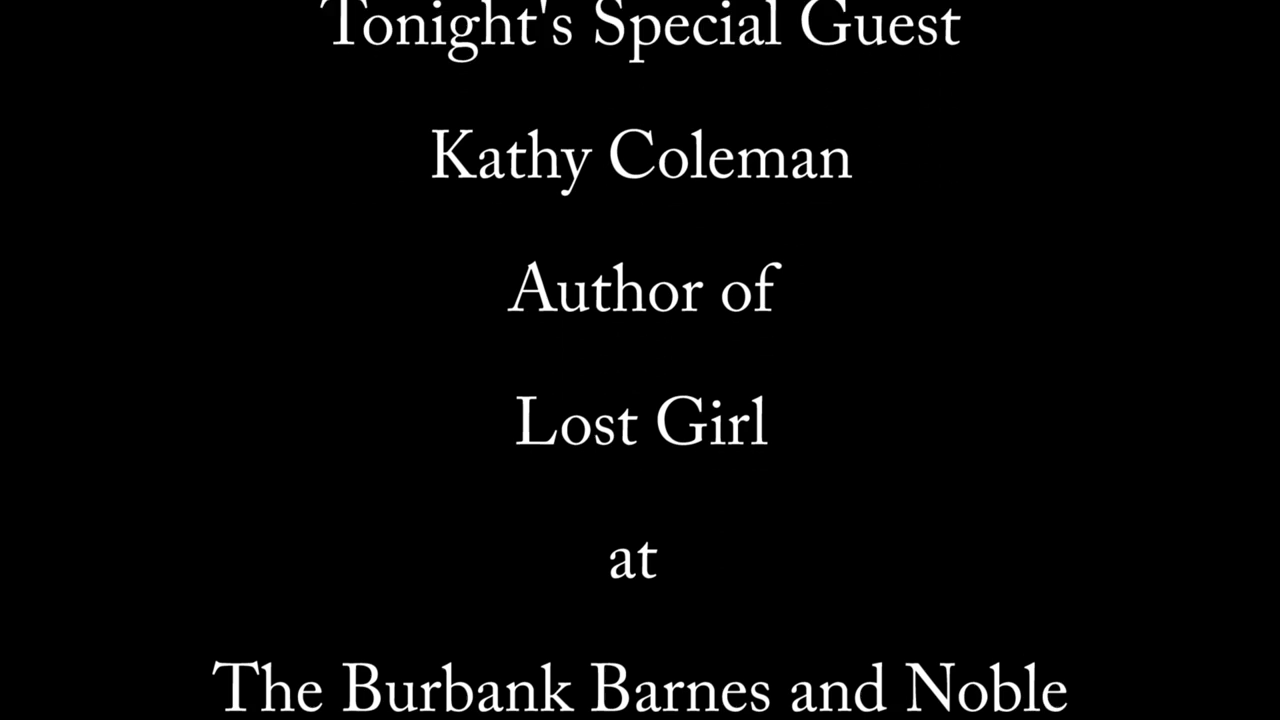 Tonight's Special Guest
Kathy Coleman
Author of
Lost Girl
at
The Burbank Barnes and Noble